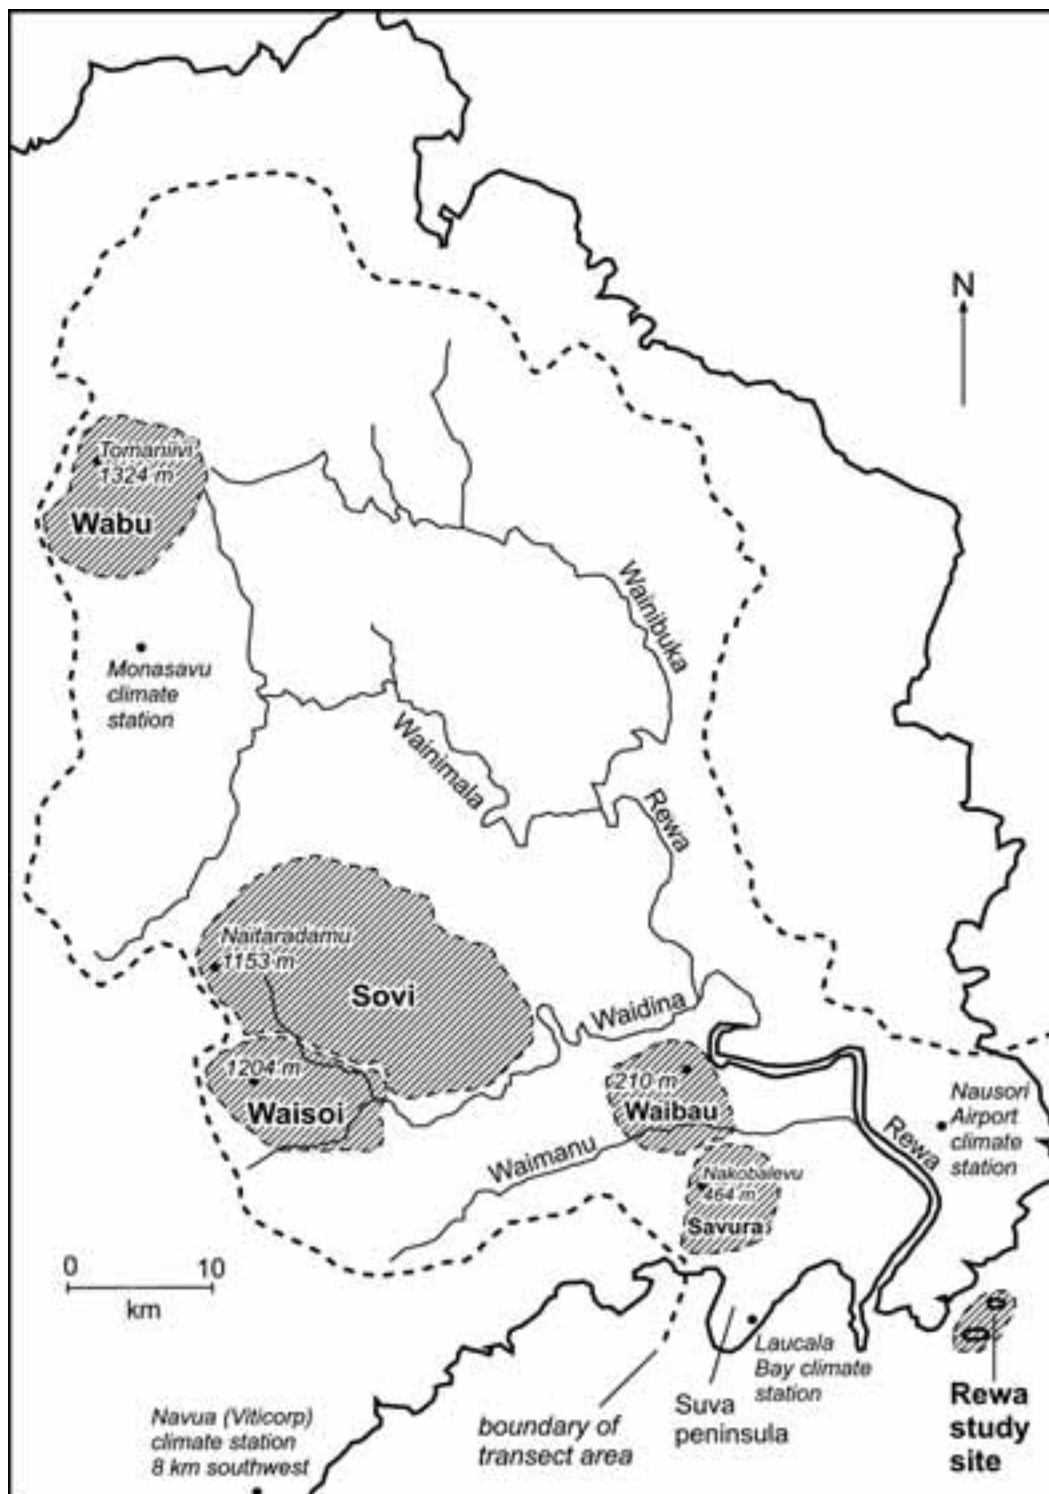 N
Tomaniivi
1324 m
Wabu
Wainibuka
Monasavu
climate
station
Wainimala
Rewa
Naitaradamu
1153 m
Sovi
Waidina
1204 m
Waisoi
210 m
Waibau
Nausori
Airport
climate
station
Rewa
Waimanu
Nakobalevu
464 m
Savura
0 10
km
Laucala
Bay climate
station
Suva
peninsula
boundary of
transect area
Rewa
study
site
Navua (Viticorp)
climate station
8 km southwest